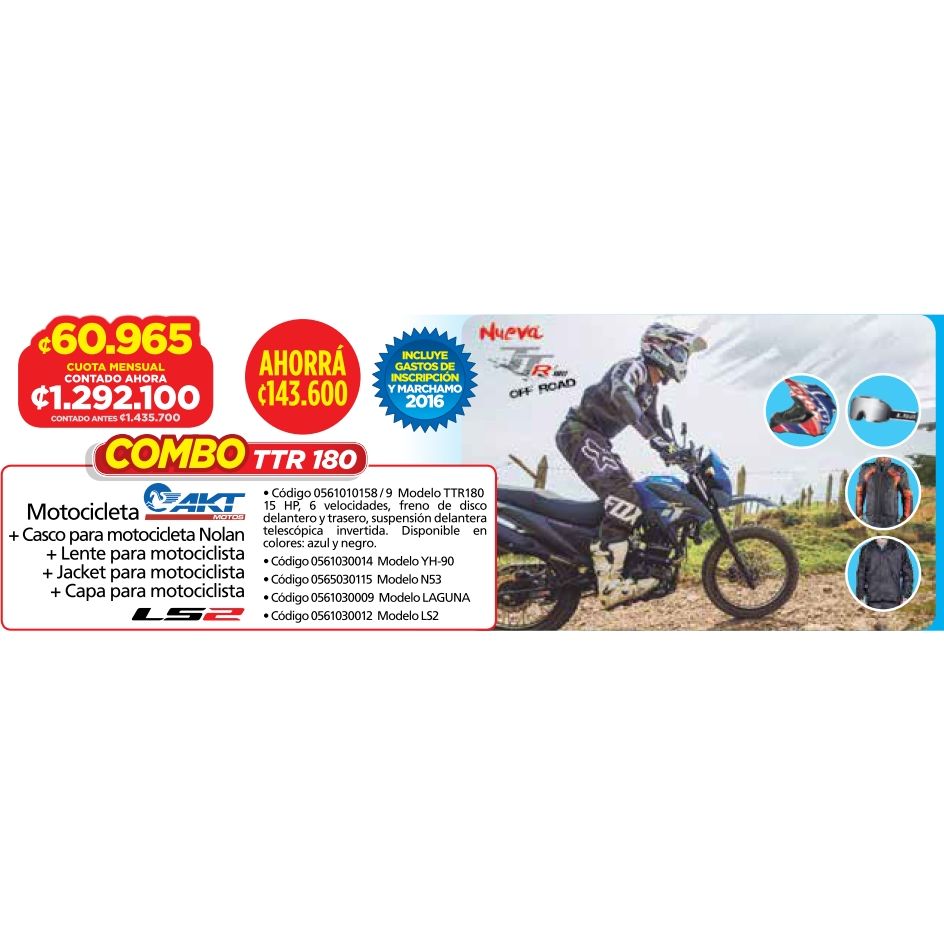 ¢60.965
CUOTA MENSUAL
CONTADO AHORA
¢1.292.100
CONTADO ANTES ¢1.435.700
AHORRÁ
¢143.600
INCLUYE
GASTOS DE
INSCRIPCIÓN
Y MARCHAMO
2016
COMBO TTR 180
Motocicleta AKT
MOTOS
+ Casco para motocicleta Nolan
+ Lente para motociclista
+ Jacket para motociclista
+ Capa para motociclista
LS2
• Código 0561010158 / 9 Modelo TTR180
15 HP, 6 velocidades, freno de disco
delantero y trasero, suspensión delantera
telescópica invertida. Disponible en
colores: azul y negro.
• Código 0561030014 Modelo YH-90
• Código 0565030115 Modelo N53
• Código 0561030009 Modelo LAGUNA
• Código 0561030012 Modelo LS2
Nueva
TTR
OFF ROAD
FOX